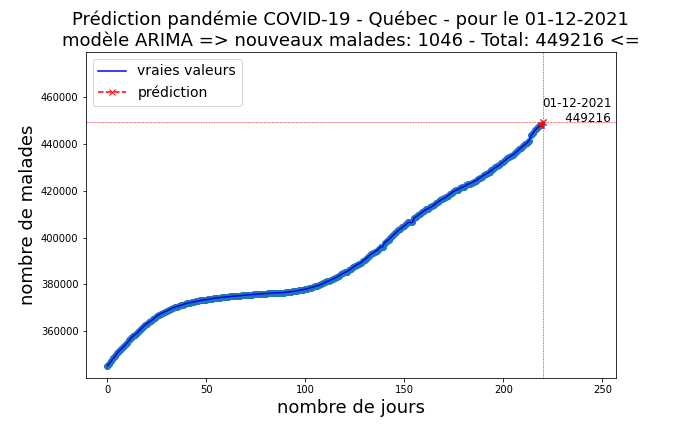 Prédiction pandémie COVID-19 - Québec - pour le 01-12-2021
modèle ARIMA => nouveaux malades: 1046 - Total: 449216 <=
vraies valeurs
prédiction
01-12-2021
449216
nombre de malades
460000
440000
420000
400000
380000
360000
0
50
100
150
200
250
nombre de jours